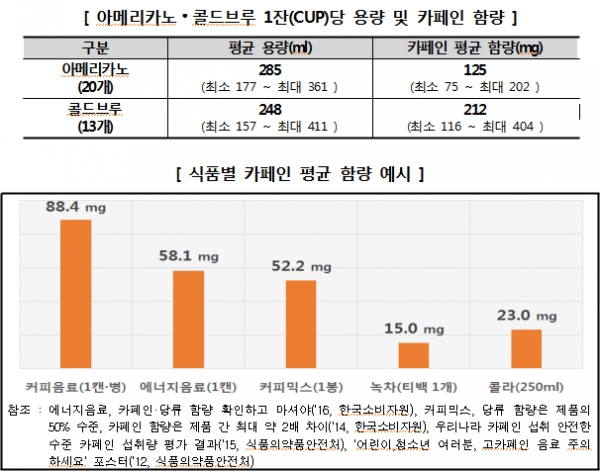 [ 아메리카노•콜드브루 1잔(CUP)당 용량 및 카페인 함량 ]
구분 평균 용량(ml) 카페인 평균 함량(mg)
아메리카노 285 125
(20개) (최소 177 ~ 최대 361 ) (최소 75 ~ 최대 202 )
콜드브루 248 212
(13개) (최소 157 ~ 최대 411 ) (최소 116 ~ 최대 404 )
[ 식품별 카페인 평균 함량 예시 ]
88.4 mg
58.1 mg
52.2 mg
15.0 mg
23.0 mg
커피음료(1캔·병) 에너지음료(1캔) 커피믹스(1봉) 녹차(티백 1개) 콜라(250ml)
참조 : 에너지음료, 카페인·당류 함량 확인하고 마셔야('16, 한국소비자원), 커피믹스, 당류 함량은 제품의
50% 수준, 카페인 함량은 제품 간 최대 약 2배 차이('14, 한국소비자원), 우리나라 카페인 섭취 안전한
수준 카페인 섭취량 평가 결과('15, 식품의약품안전처), '어린이,청소년 여러분, 고카페인 음료 주의
하세요' 포스터('12, 식품의약품안전처)